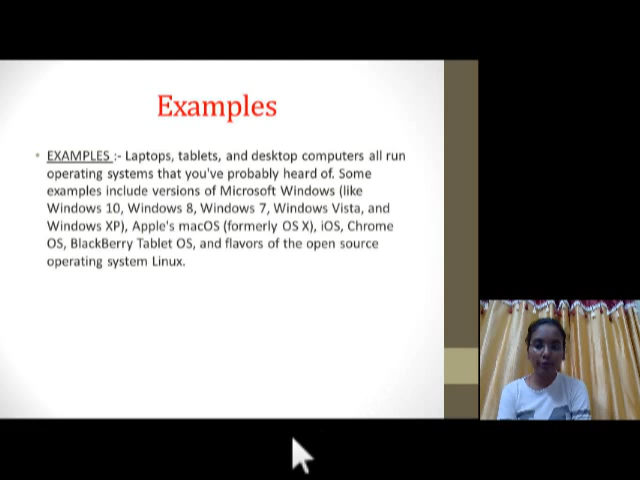 Examples
• EXAMPLES :- Laptops, tablets, and desktop computers all run
operating systems that you've probably heard of. Some
examples include versions of Microsoft Windows (like
Windows 10, Windows 8, Windows 7, Windows Vista, and
Windows XP), Apple's macOS (formerly OS X), iOS, Chrome
OS, BlackBerry Tablet OS, and flavors of the open source
operating system Linux.